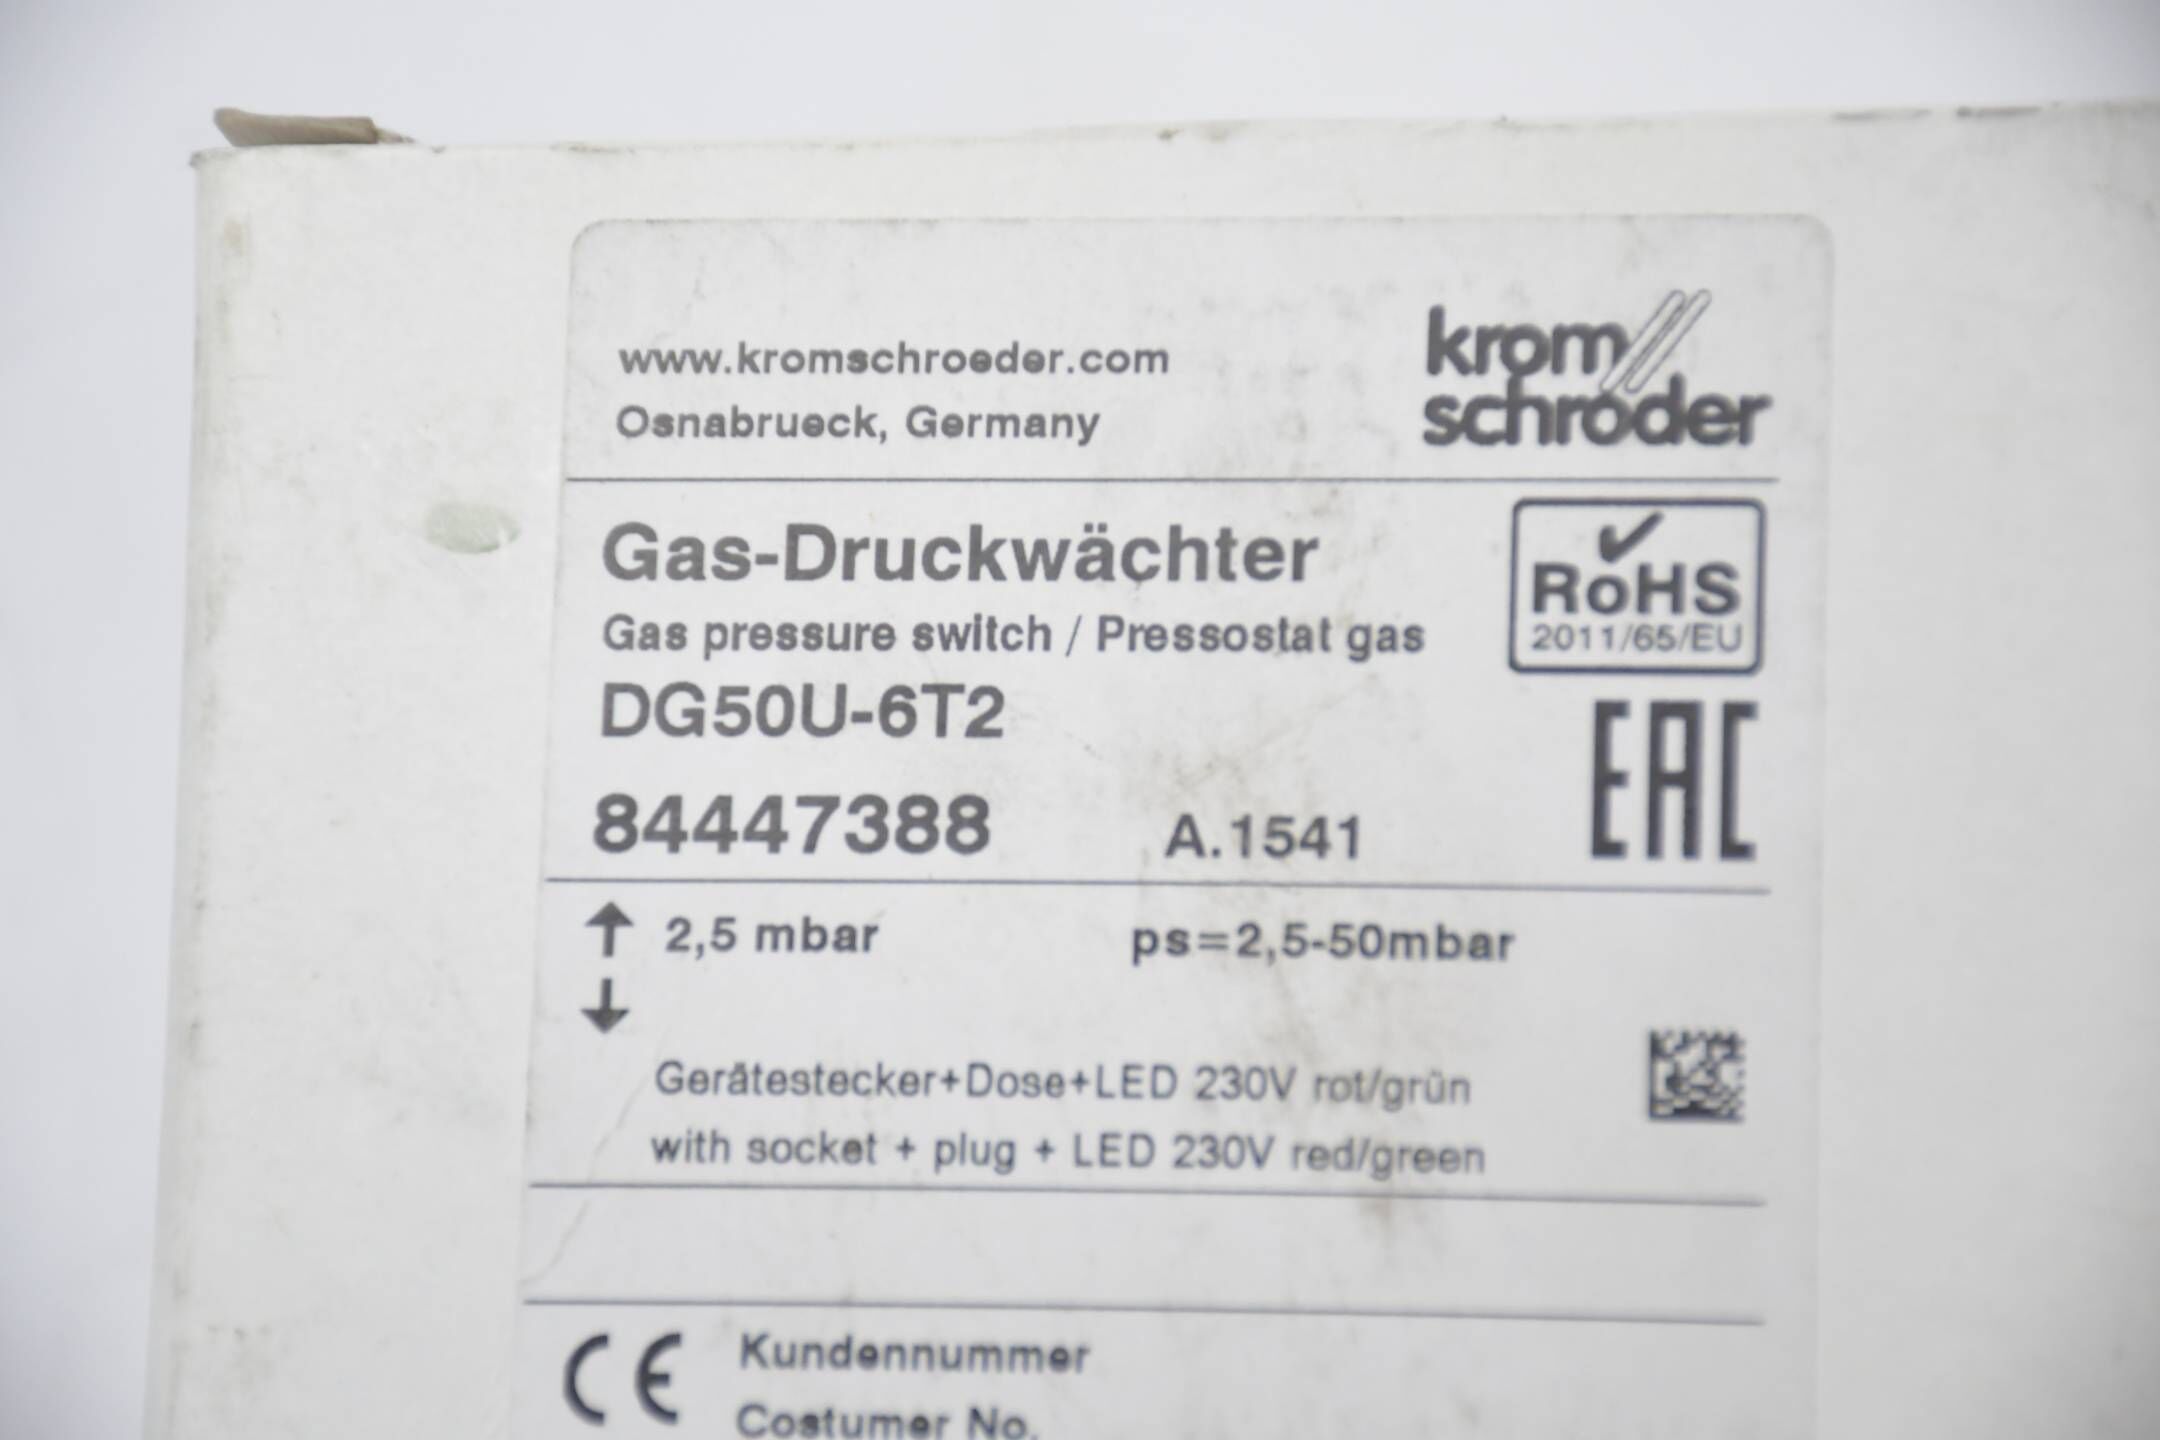 www.kromschroeder.com
Osnabrueck, Germany
krom
schröder
Gas-Druckwächter
Gas pressure switch / Pressostat gas
RoHS
2011/65/EU
DG50U-6T2
EAC
84447388 A.1541
↑ 2,5 mbar ps=2,5-50mbar
↓
Gerätestecker+Dose+LED 230V rot/grün
with socket + plug + LED 230V red/green
CE Kundennummer
Costumer No.